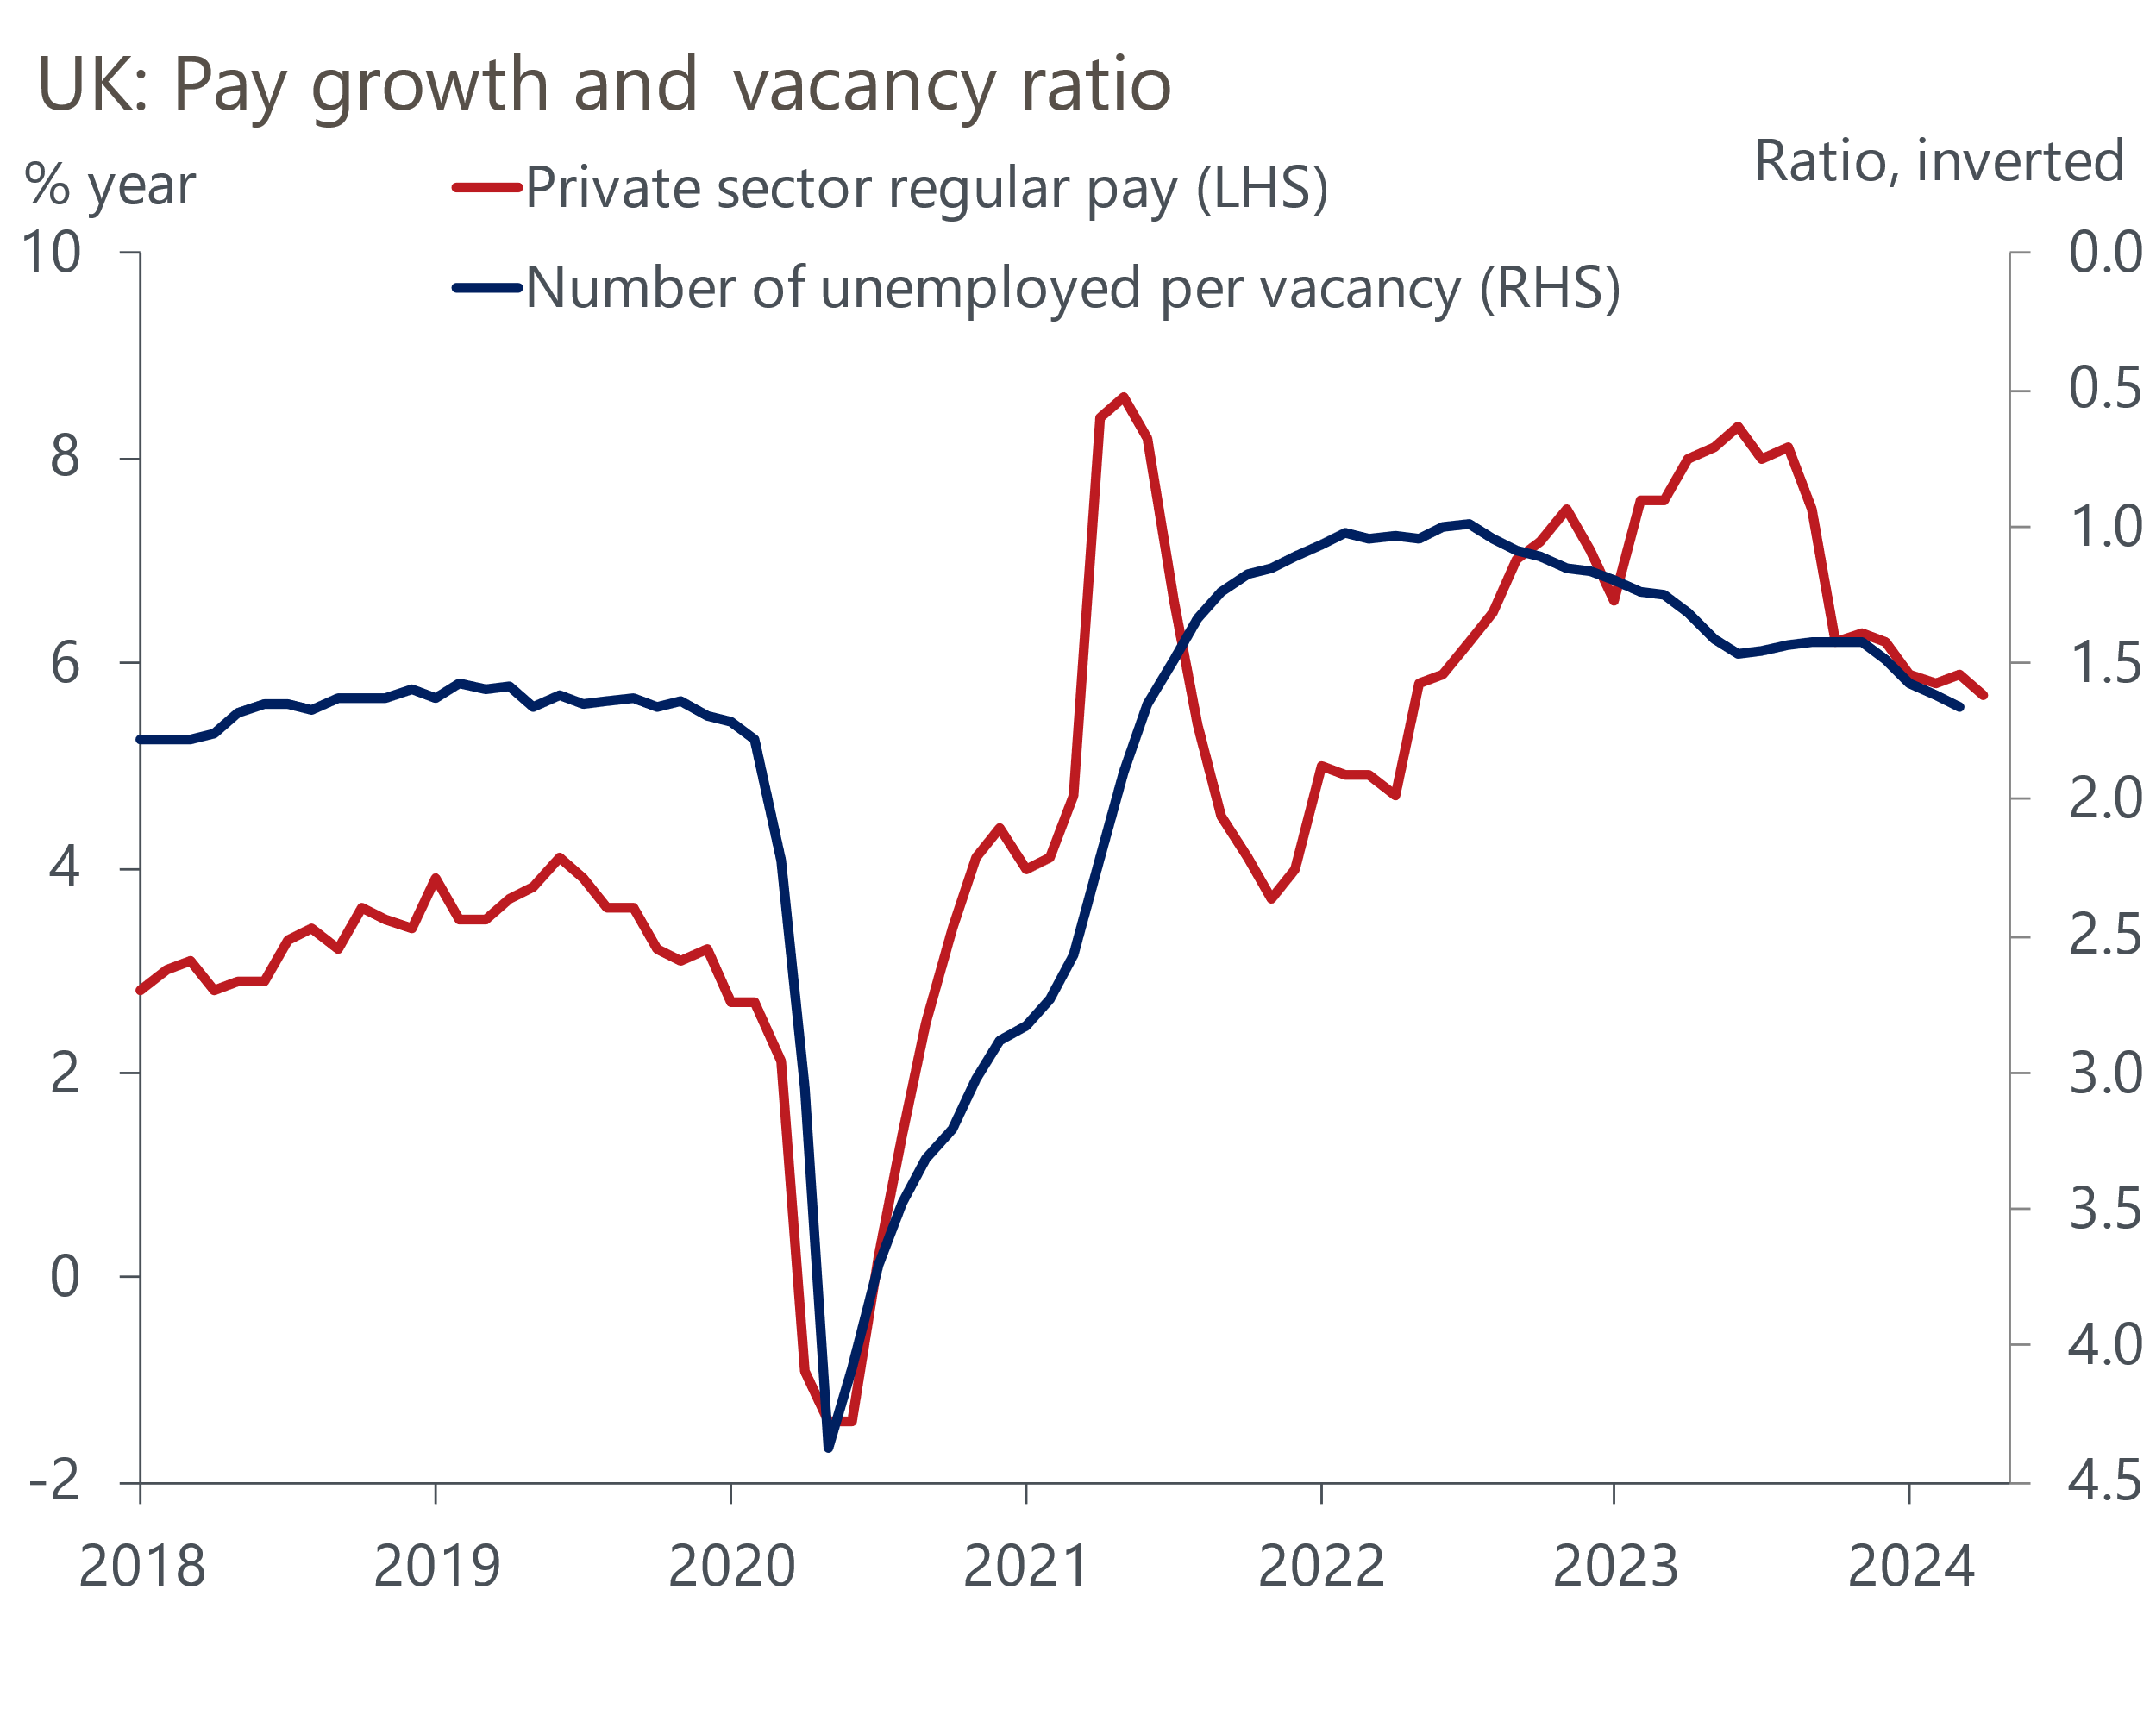 UK: Pay growth and vacancy ratio
% year
Ratio, inverted
Private sector regular pay (LHS)
Number of unemployed per vacancy (RHS)
10
8
6
4
2
0
-2
0.0
0.5
1.0
1.5
2.0
2.5
3.0
3.5
4.0
4.5
2018 2019 2020 2021 2022 2023 2024